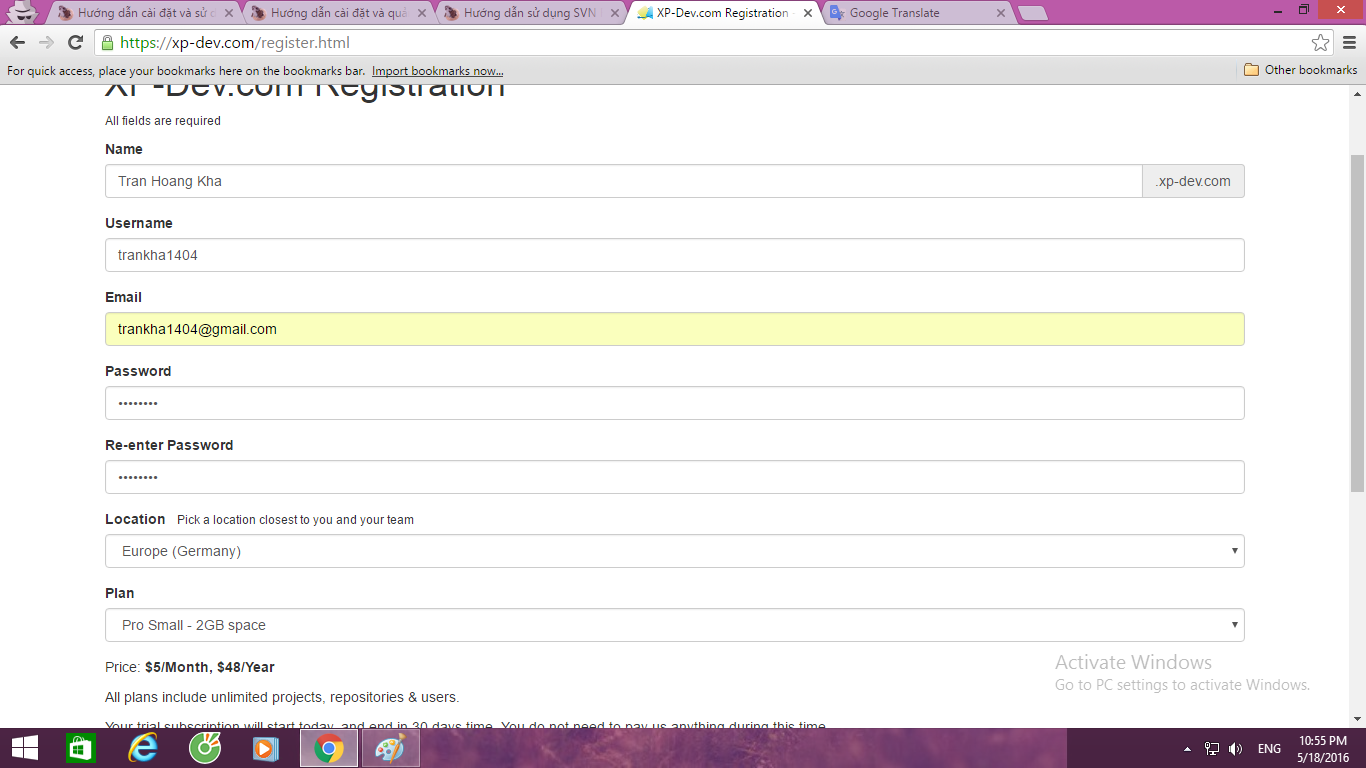 Hướng dẫn cài đặt và sử d
Hướng dẫn cài đặt và quả
Hướng dẫn sử dụng SVN
XP-Dev.com Registration
Google Translate
https://xp-dev.com/register.html
For quick access, place your bookmarks here on the bookmarks bar. Import bookmarks now...
Other bookmarks
XP-Dev.com Registration
All fields are required
Name
Tran Hoang Kha
.xp-dev.com
Username
trankha1404
Email
trankha1404@gmail.com
Password
••••••••
Re-enter Password
••••••••
Location Pick a location closest to you and your team
Europe (Germany)
Plan
Pro Small - 2GB space
Price: $5/Month, $48/Year
All plans include unlimited projects, repositories & users.
Your trial subscription will start today, and end in 30 days time. You do not need to pay us anything during this time
Activate Windows
Go to PC settings to activate Windows.
ENG
10:55 PM
5/18/2016